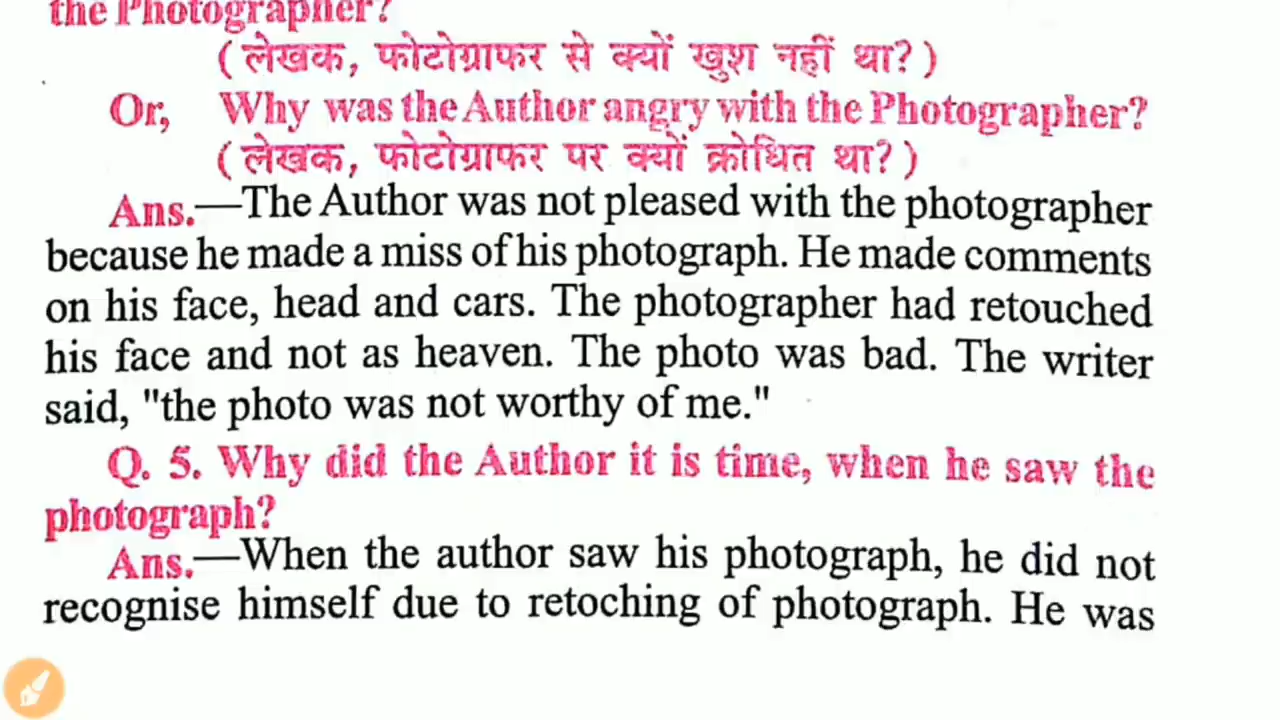 the Photographer?
(लेखक, फोटोग्राफर से क्यों खुश नहीं था?)
Or, Why was the Author angry with the Photographer?
(लेखक, फोटोग्राफर पर क्यों क्रोधित था?)
Ans.—The Author was not pleased with the photographer
because he made a miss of his photograph. He made comments
on his face, head and cars. The photographer had retouched
his face and not as heaven. The photo was bad. The writer
said, "the photo was not worthy of me."
Q. 5. Why did the Author it is time, when he saw the
photograph?
Ans.—When the author saw his photograph, he did not
recognise himself due to retoching of photograph. He was